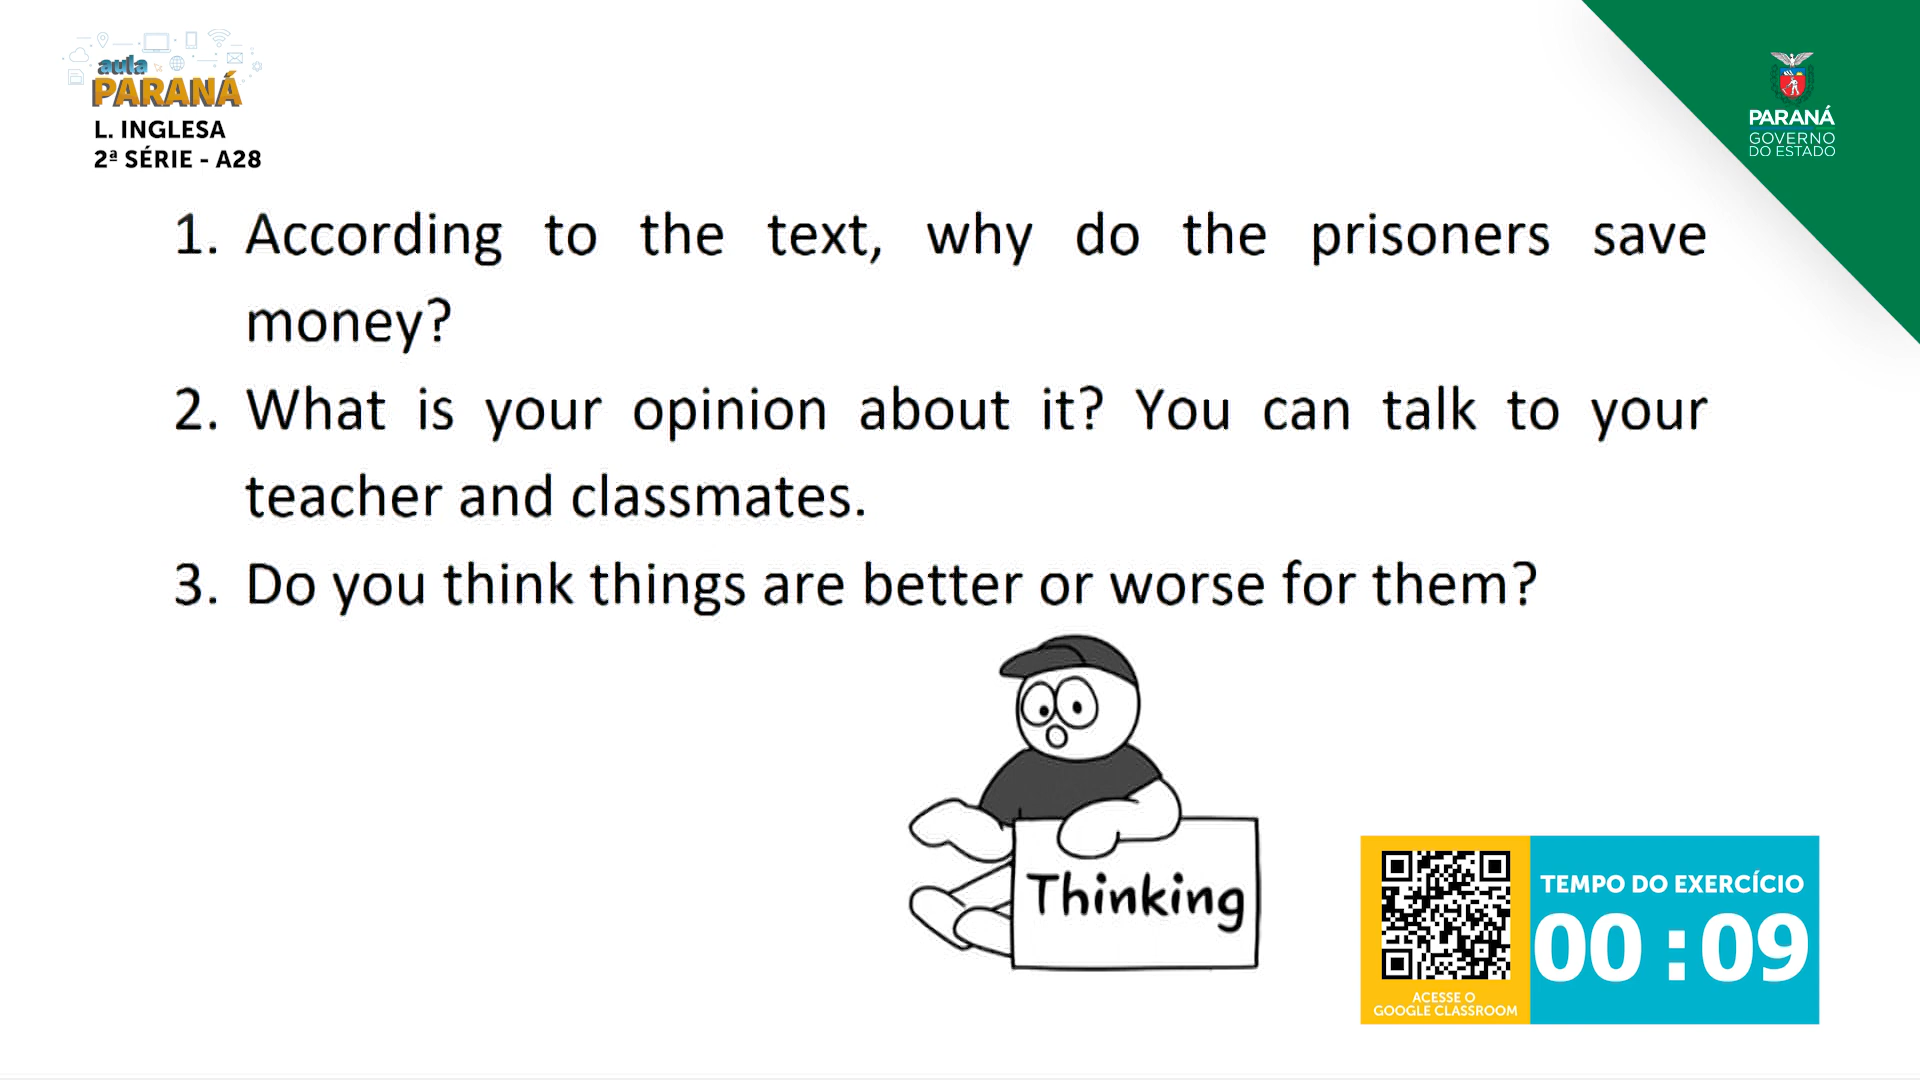 aula
PARANÁ
L. INGLESA
2ª SÉRIE - A28
PARANÁ
GOVERNO
DO ESTADO
1. According to the text, why do the prisoners save
money?
2. What is your opinion about it? You can talk to your
teacher and classmates.
3. Do you think things are better or worse for them?
Thinking
TEMPO DO EXERCÍCIO
00:09
ACESSE O
GOOGLE CLASSROOM